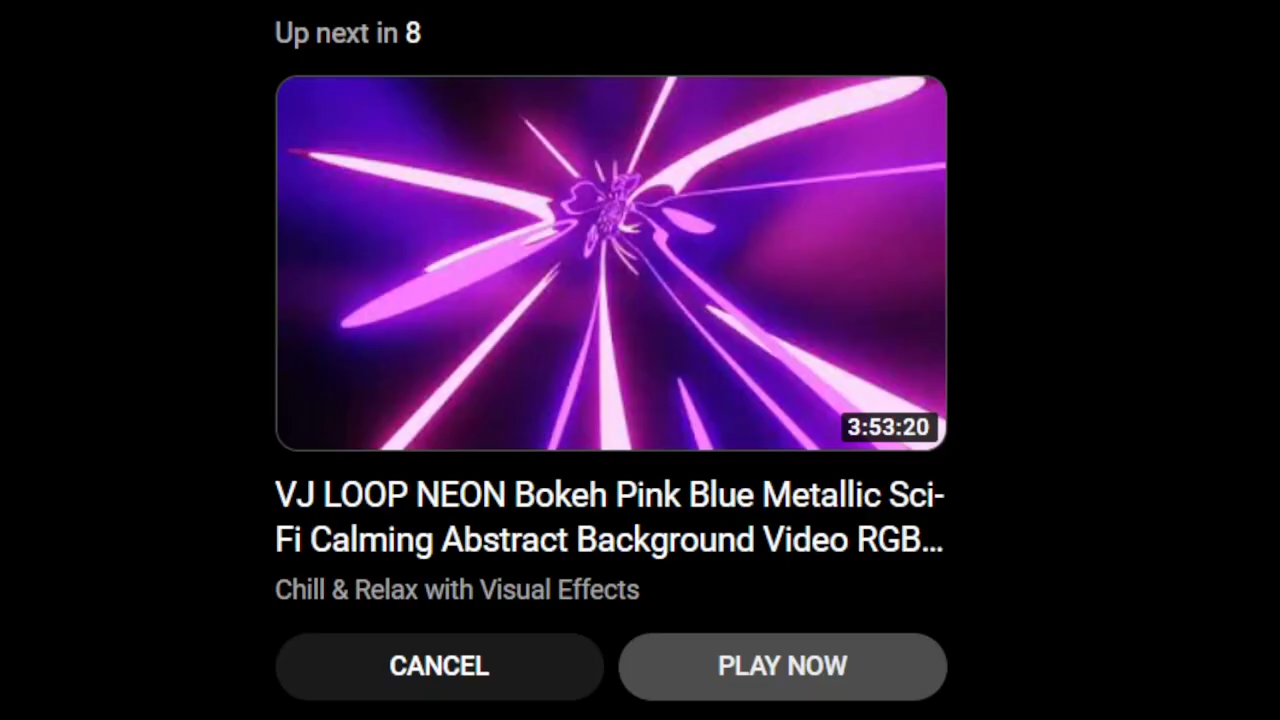 Up next in 8
3:53:20
VJ LOOP NEON Bokeh Pink Blue Metallic Sci-
Fi Calming Abstract Background Video RGB...
Chill & Relax with Visual Effects
CANCEL
PLAY NOW